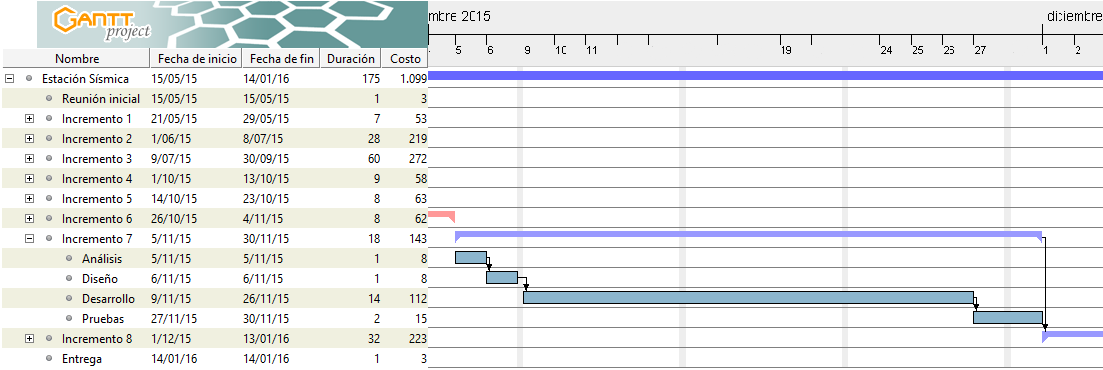 GANTT project
mbre 2015 diciembre
5 6 9 10 11 19 24 25 26 27 1 2
Nombre Fecha de inicio Fecha de fin Duración Costo
Estación Sísmica 15/05/15 14/01/16 175 1.099
Reunión inicial 15/05/15 15/05/15 1 3
Incremento 1 21/05/15 29/05/15 7 53
Incremento 2 1/06/15 8/07/15 28 219
Incremento 3 9/07/15 30/09/15 60 272
Incremento 4 1/10/15 13/10/15 9 58
Incremento 5 14/10/15 23/10/15 8 63
Incremento 6 26/10/15 4/11/15 8 62
Incremento 7 5/11/15 30/11/15 18 143
Análisis 5/11/15 5/11/15 1 8
Diseño 6/11/15 6/11/15 1 8
Desarrollo 9/11/15 26/11/15 14 112
Pruebas 27/11/15 30/11/15 2 15
Incremento 8 1/12/15 13/01/16 32 223
Entrega 14/01/16 14/01/16 1 3